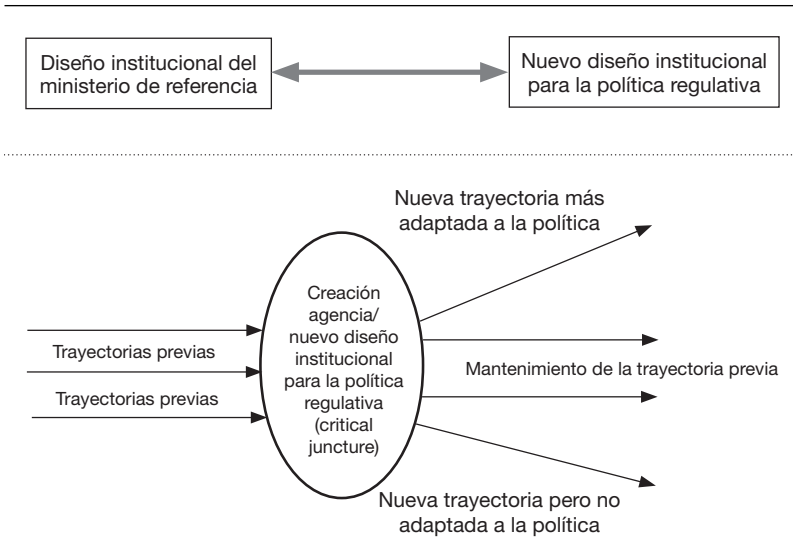 Diseño institucional del
ministerio de referencia
Nuevo diseño institucional
para la política regulativa
Nueva trayectoria más
adaptada a la política
Creación
agencia/
nuevo diseño
institucional
para la política
regulativa
(critical
juncture)
Trayectorias previas
Trayectorias previas
Mantenimiento de la trayectoria previa
Nueva trayectoria pero no
adaptada a la política